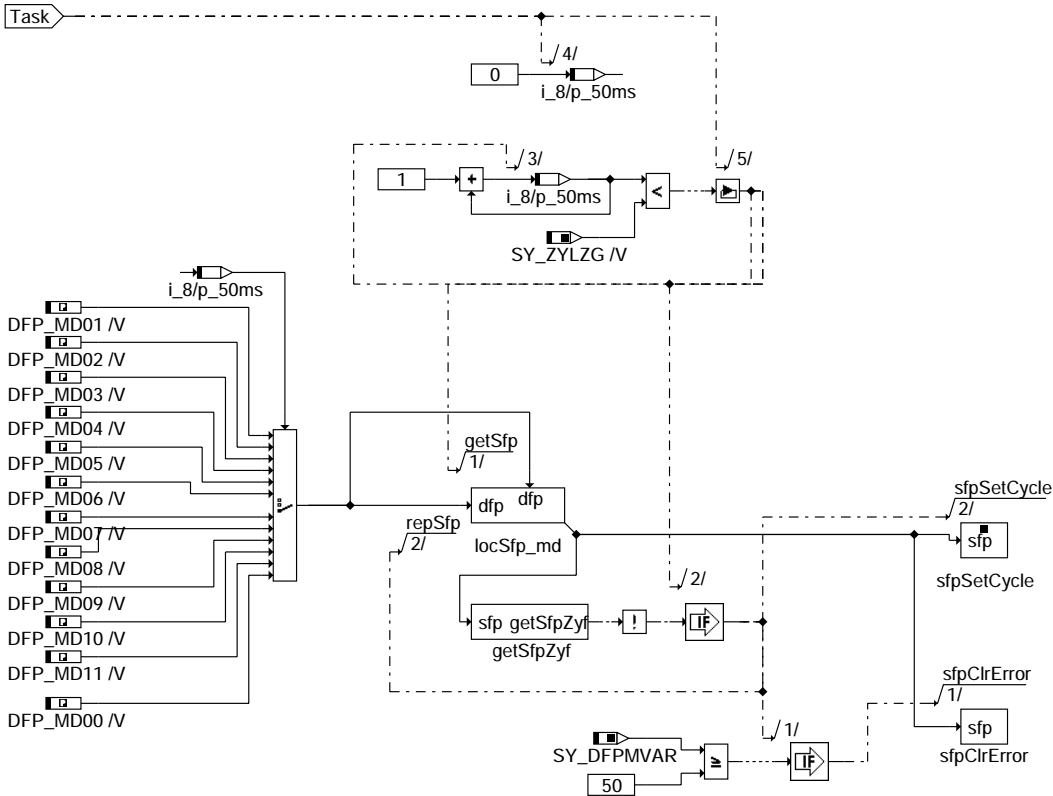 Task
4/
0
i_8/p_50ms
3/
5/
1
+
i_8/p_50ms
<
SY_ZYLZG /V
i_8/p_50ms
DFP_MD01 /V
DFP_MD02 /V
DFP_MD03 /V
DFP_MD04 /V
DFP_MD05 /V
DFP_MD06 /V
DFP_MD07 /V
DFP_MD08 /V
DFP_MD09 /V
DFP_MD10 /V
DFP_MD11 /V
DFP_MD00 /V
getSfp
1/
dfp dfp
locSfp_md
repSfp
2/
sfpSetCycle
2/
sfp
sfpSetCycle
2/
sfp getSfpZyf
!
IF
getSfpZyf
sfpClrError
1/
sfp
sfpClrError
1/
SY_DFPMVAR
≥
IF
50